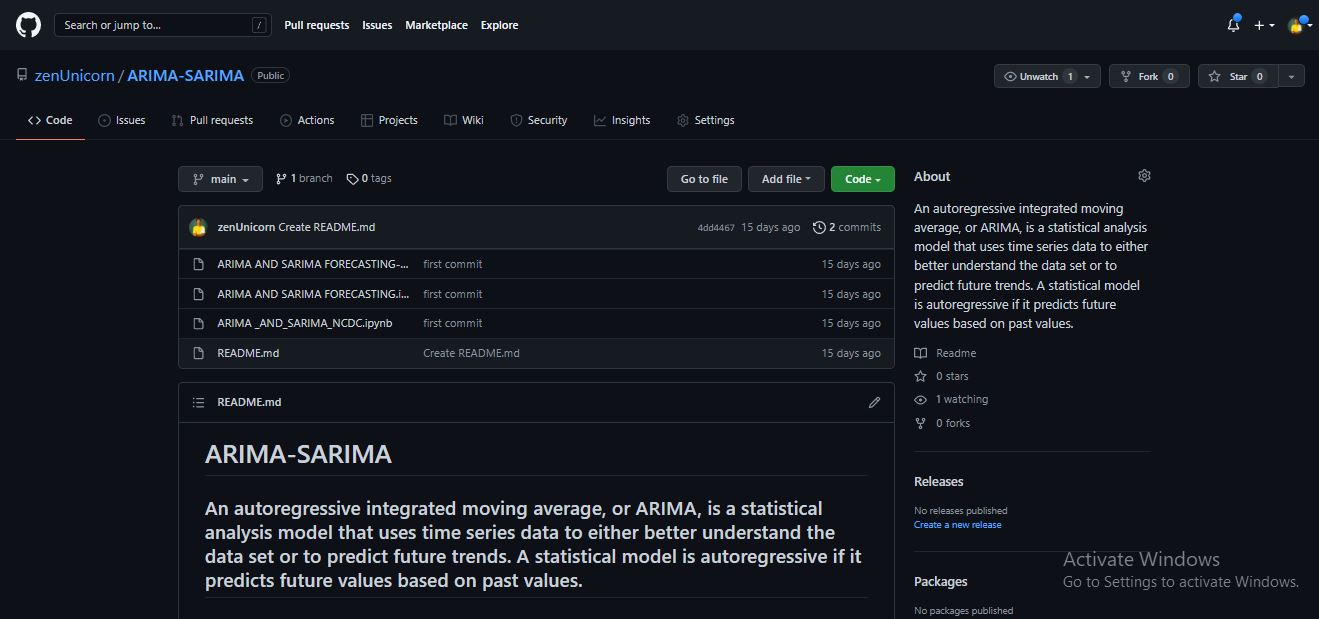 Search or jump to... /
Pull requests Issues Marketplace Explore
zenUnicorn / ARIMA-SARIMA Public
Unwatch 1 Fork 0 Star 0
Code Issues Pull requests Actions Projects Wiki Security Insights Settings
main 1 branch 0 tags Go to file Add file Code
zenUnicorn Create README.md 4dd4467 15 days ago 2 commits
ARIMA AND SARIMA FORECASTING-... first commit 15 days ago
ARIMA AND SARIMA FORECASTING.i... first commit 15 days ago
ARIMA _AND_SARIMA_NCDC.ipynb first commit 15 days ago
README.md Create README.md 15 days ago
README.md
ARIMA-SARIMA
An autoregressive integrated moving average, or ARIMA, is a statistical
analysis model that uses time series data to either better understand the
data set or to predict future trends. A statistical model is autoregressive if it
predicts future values based on past values.
About
An autoregressive integrated moving
average, or ARIMA, is a statistical analysis
model that uses time series data to either
better understand the data set or to
predict future trends. A statistical model
is autoregressive if it predicts future
values based on past values.
Readme
0 stars
1 watching
0 forks
Releases
No releases published
Create a new release
Packages
No packages published
Activate Windows
Go to Settings to activate Windows.